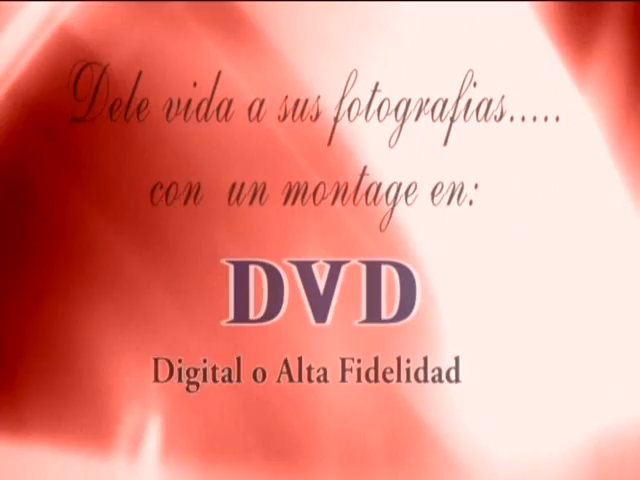 Dele vida a sus fotografias.....
con un montage en:
DVD
Digital o Alta Fidelidad